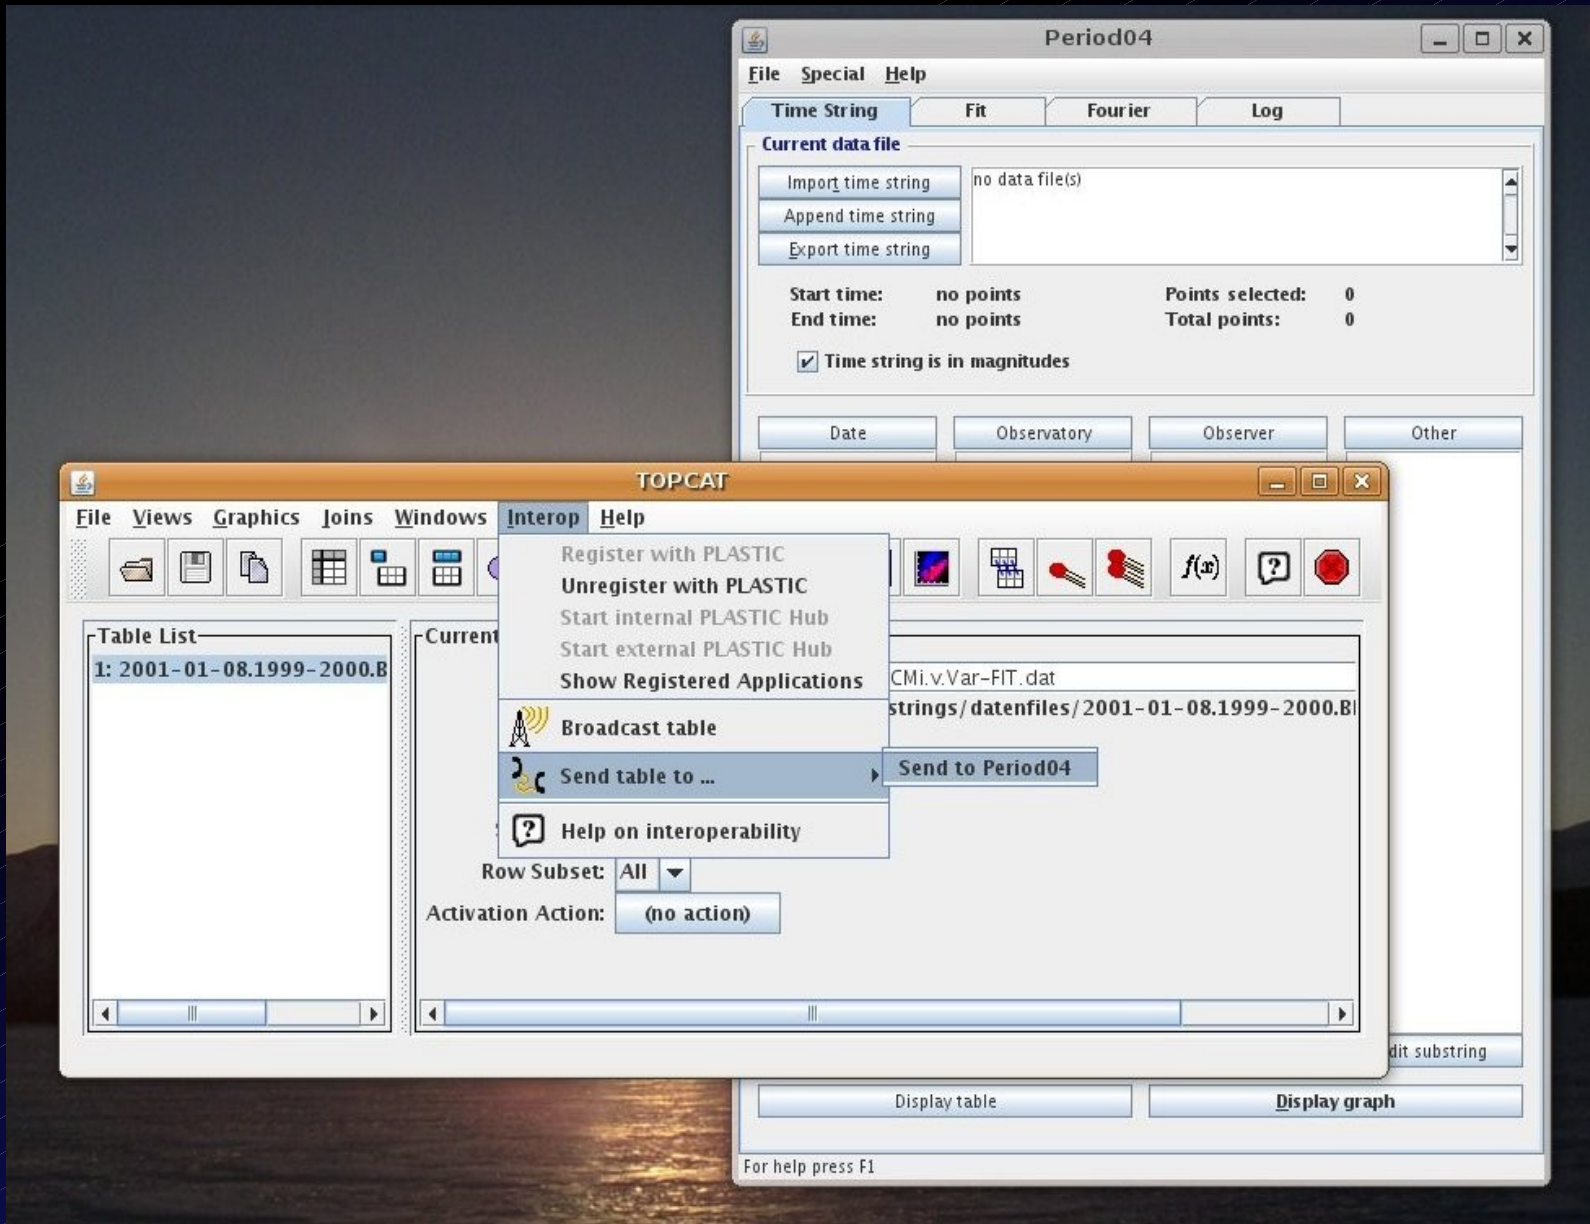 Period04
File Special Help
Time String Fit Fourier Log
Current data file
Import time string
no data file(s)
Append time string
Export time string
Start time: no points Points selected: 0
End time: no points Total points: 0
Time string is in magnitudes
Date Observatory Observer Other
TOPCAT
File Views Graphics Joins Windows Interop Help
Register with PLASTIC
Unregister with PLASTIC
Start internal PLASTIC Hub
Start external PLASTIC Hub
Show Registered Applications
Broadcast table
Send table to ...
Send to Period04
Help on interoperability
f(x)
Table List
1: 2001-01-08.1999-2000.B
Current
CMi.v.Var-FIT.dat
strings/datenfiles/2001-01-08.1999-2000.Bl
Row Subset: All
Activation Action: (no action)
dit substring
Display table Display graph
For help press F1